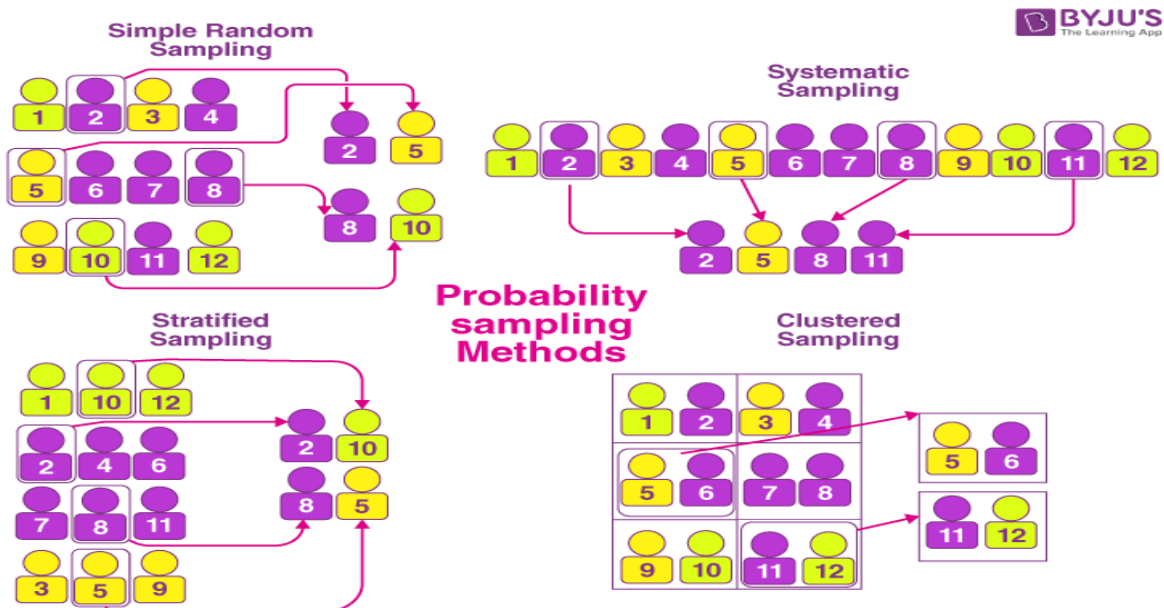 BYJU'S
The Learning App
Simple Random
Sampling
1 2 3 4
2 5
5 6 7 8
8 10
9 10 11 12
Systematic
Sampling
1 2 3 4 5 6 7 8 9 10 11 12
2 5 8 11
Probability
sampling
Methods
Stratified
Sampling
1 10 12
2 10
2 4 6
8 5
7 8 11
3 5 9
Clustered
Sampling
1 2 3 4
5 6
5 6 7 8
11 12
9 10 11 12